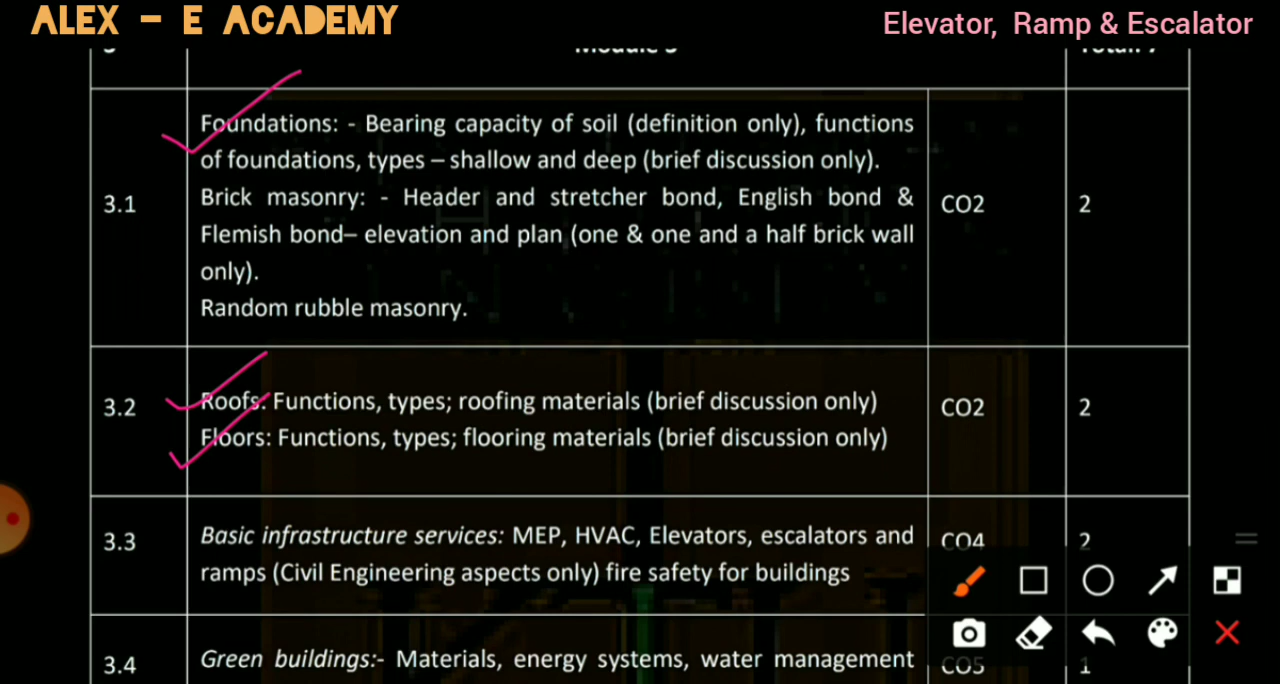 ALEX - E ACADEMY
Elevator, Ramp & Escalator
3
Module 3
Total: 7
Foundations: - Bearing capacity of soil (definition only), functions
of foundations, types – shallow and deep (brief discussion only).
3.1
Brick masonry: - Header and stretcher bond, English bond &
CO2
2
Flemish bond– elevation and plan (one & one and a half brick wall
only).
Random rubble masonry.
3.2
Roofs: Functions, types; roofing materials (brief discussion only)
CO2
2
Floors: Functions, types; flooring materials (brief discussion only)
3.3
Basic infrastructure services: MEP, HVAC, Elevators, escalators and
CO4
2
ramps (Civil Engineering aspects only) fire safety for buildings
3.4
Green buildings:- Materials, energy systems, water management
CO5
1